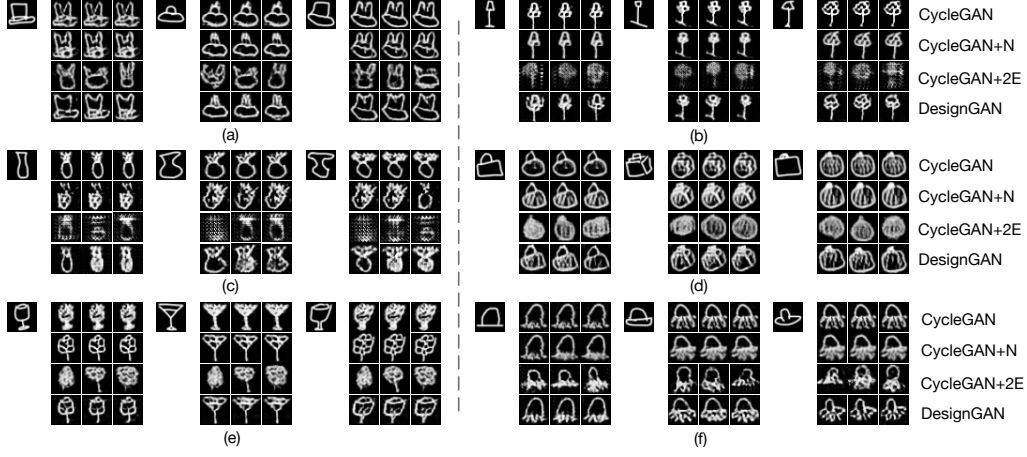 CycleGAN
CycleGAN+N
CycleGAN+2E
DesignGAN
(a)
(b)
CycleGAN
CycleGAN+N
CycleGAN+2E
DesignGAN
(c)
(d)
CycleGAN
CycleGAN+N
CycleGAN+2E
DesignGAN
(e)
(f)